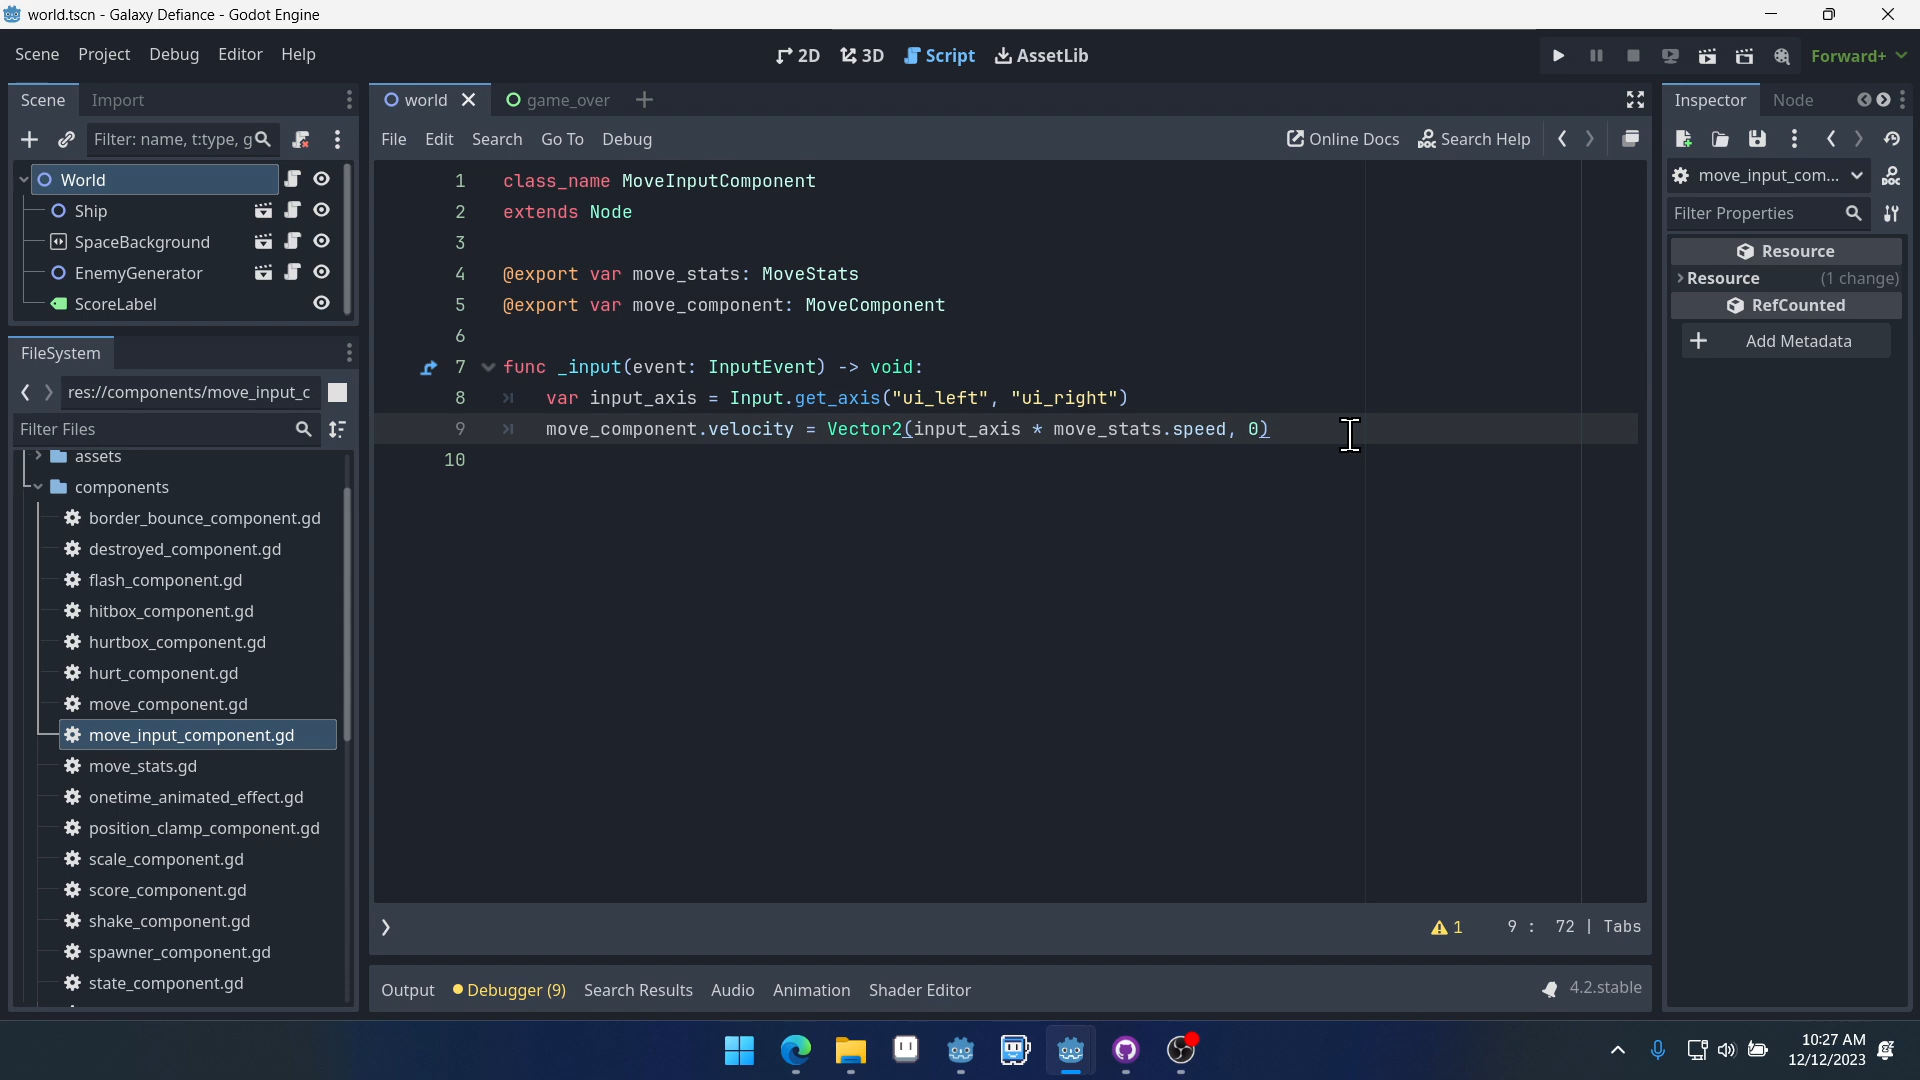 world.tscn - Galaxy Defiance - Godot Engine
Scene Project Debug Editor Help
2D 3D Script AssetLib
Forward+
Scene Import
Filter: name, t:type, g
World
Ship
SpaceBackground
EnemyGenerator
ScoreLabel
FileSystem
res://components/move_input_c
Filter Files
assets
components
border_bounce_component.gd
destroyed_component.gd
flash_component.gd
hitbox_component.gd
hurtbox_component.gd
hurt_component.gd
move_component.gd
move_input_component.gd
move_stats.gd
onetime_animated_effect.gd
position_clamp_component.gd
scale_component.gd
score_component.gd
shake_component.gd
spawner_component.gd
state_component.gd
world game_over
File Edit Search Go To Debug
Online Docs Search Help
1 class_name MoveInputComponent
2 extends Node
3
4 @export var move_stats: MoveStats
5 @export var move_component: MoveComponent
6
7 func _input(event: InputEvent) -> void:
8 var input_axis = Input.get_axis("ui_left", "ui_right")
9 move_component.velocity = Vector2(input_axis * move_stats.speed, 0)
10
1 9 : 72 | Tabs
Output Debugger (9) Search Results Audio Animation Shader Editor
4.2.stable
Inspector Node
move_input_com...
DOC
Filter Properties
Resource
Resource (1 change)
RefCounted
Add Metadata
10:27 AM
12/12/2023